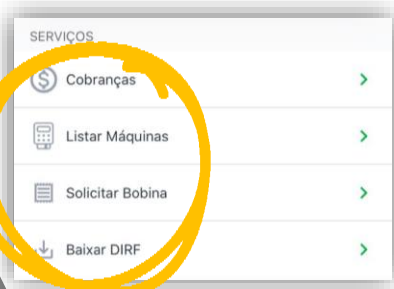 SERVIÇOS
Cobranças
Listar Máquinas
Solicitar Bobina
Baixar DIRF